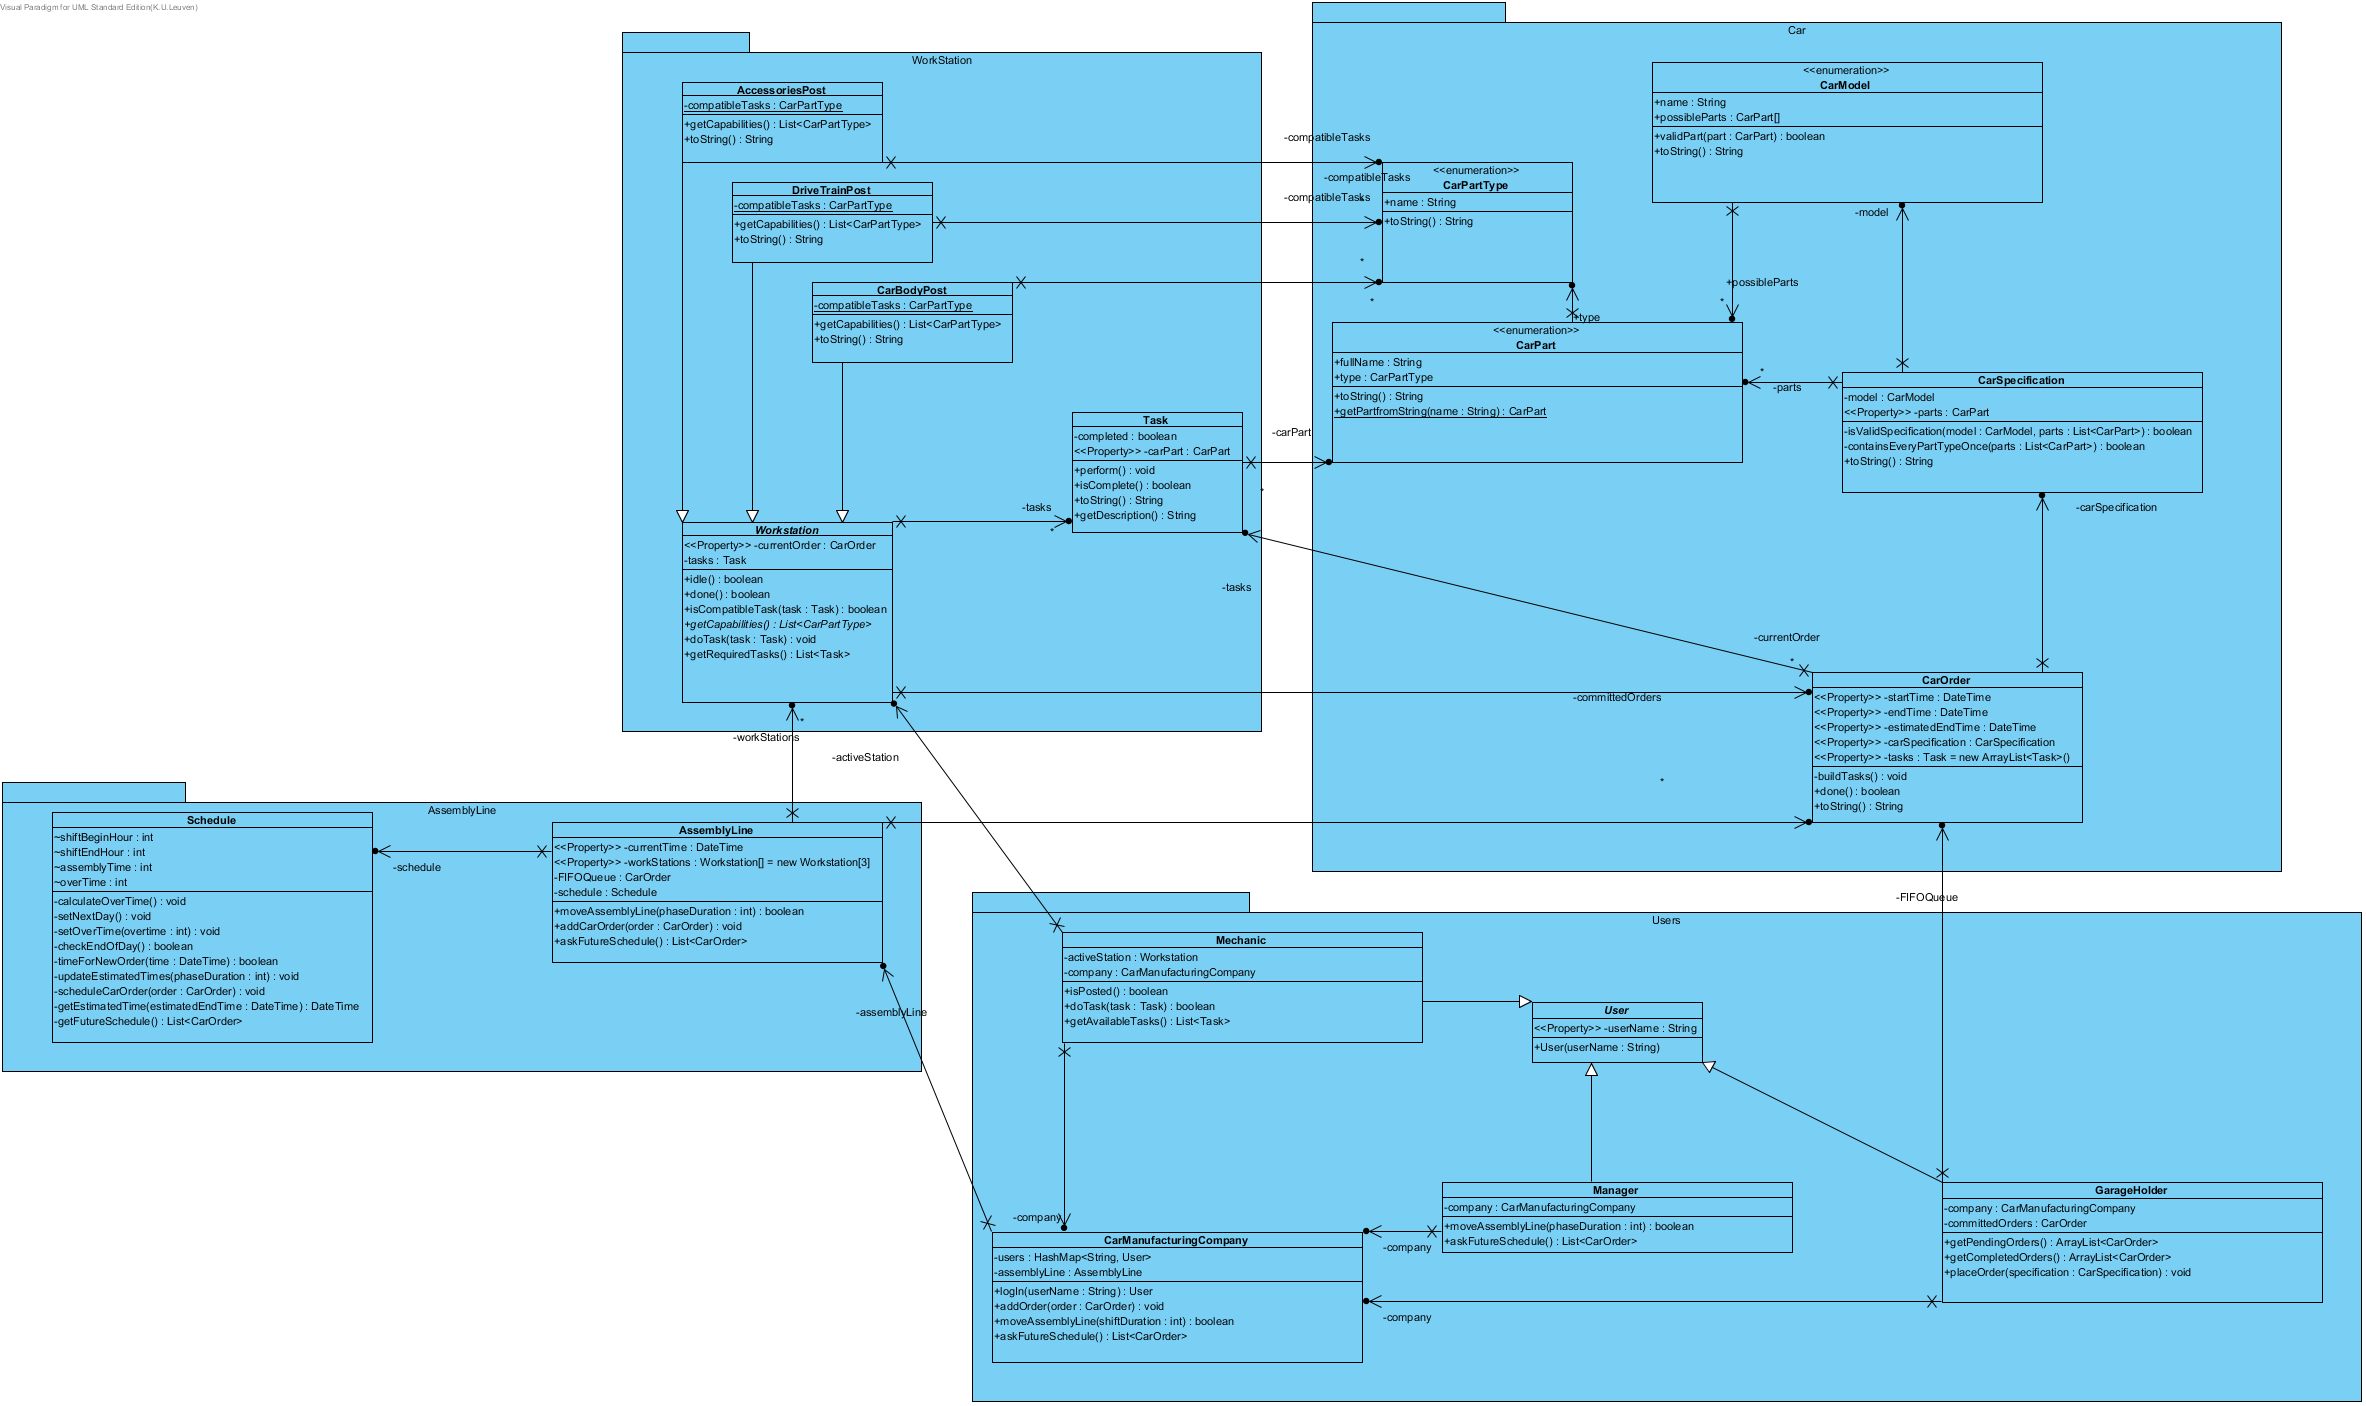 Visual Paradigm for UML Standard Edition(K.U.Leuven)
WorkStation
AccessoriesPost
-compatibleTasks : CarPartType
+getCapabilities() : List<CarPartType>
+toString() : String
DriveTrainPost
-compatibleTasks : CarPartType
+getCapabilities() : List<CarPartType>
+toString() : String
CarBodyPost
-compatibleTasks : CarPartType
+getCapabilities() : List<CarPartType>
+toString() : String
Task
-completed : boolean
<<Property>> -carPart : CarPart
+perform() : void
+isComplete() : boolean
+toString() : String
+getDescription() : String
-tasks
*
Workstation
<<Property>> -currentOrder : CarOrder
-tasks : Task
+idle() : boolean
+done() : boolean
+isCompatibleTask(task : Task) : boolean
+getCapabilities() : List<CarPartType>
+doTask(task : Task) : void
+getRequiredTasks() : List<Task>
*
-workStations
-activeStation
Car
<<enumeration>>
CarModel
+name : String
+possibleParts : CarPart[]
+validPart(part : CarPart) : boolean
+toString() : String
-compatibleTasks
-compatibleTasks
-compatibleTasks
*
*
*
<<enumeration>>
CarPartType
+name : String
+toString() : String
-model
+possibleParts
*
+type
<<enumeration>>
CarPart
+fullName : String
+type : CarPartType
+toString() : String
+getPartfromString(name : String) : CarPart
*
-parts
CarSpecification
-model : CarModel
<<Property>> -parts : CarPart
-isValidSpecification(model : CarModel, parts : List<CarPart>) : boolean
-containsEveryPartTypeOnce(parts : List<CarPart>) : boolean
+toString() : String
-carPart
*
-tasks
-carSpecification
-currentOrder
*
-committedOrders
*
CarOrder
<<Property>> -startTime : DateTime
<<Property>> -endTime : DateTime
<<Property>> -estimatedEndTime : DateTime
<<Property>> -carSpecification : CarSpecification
<<Property>> -tasks : Task = new ArrayList<Task>()
-buildTasks() : void
+done() : boolean
+toString() : String
-FIFOQueue
AssemblyLine
Schedule
~shiftBeginHour : int
~shiftEndHour : int
~assemblyTime : int
~overTime : int
-calculateOverTime() : void
-setNextDay() : void
-setOverTime(overtime : int) : void
-checkEndOfDay() : boolean
-timeForNewOrder(time : DateTime) : boolean
-updateEstimatedTimes(phaseDuration : int) : void
-scheduleCarOrder(order : CarOrder) : void
-getEstimatedTime(estimatedEndTime : DateTime) : DateTime
-getFutureSchedule() : List<CarOrder>
-schedule
AssemblyLine
<<Property>> -currentTime : DateTime
<<Property>> -workStations : Workstation[] = new Workstation[3]
-FIFOQueue : CarOrder
-schedule : Schedule
+moveAssemblyLine(phaseDuration : int) : boolean
+addCarOrder(order : CarOrder) : void
+askFutureSchedule() : List<CarOrder>
-assemblyLine
Users
Mechanic
-activeStation : Workstation
-company : CarManufacturingCompany
+isPosted() : boolean
+doTask(task : Task) : boolean
+getAvailableTasks() : List<Task>
User
<<Property>> -userName : String
+User(userName : String)
-company
Manager
-company : CarManufacturingCompany
+moveAssemblyLine(phaseDuration : int) : boolean
+askFutureSchedule() : List<CarOrder>
GarageHolder
-company : CarManufacturingCompany
-committedOrders : CarOrder
+getPendingOrders() : ArrayList<CarOrder>
+getCompletedOrders() : ArrayList<CarOrder>
+placeOrder(specification : CarSpecification) : void
CarManufacturingCompany
-users : HashMap<String, User>
-assemblyLine : AssemblyLine
+logIn(userName : String) : User
+addOrder(order : CarOrder) : void
+moveAssemblyLine(shiftDuration : int) : boolean
+askFutureSchedule() : List<CarOrder>
-company
-company